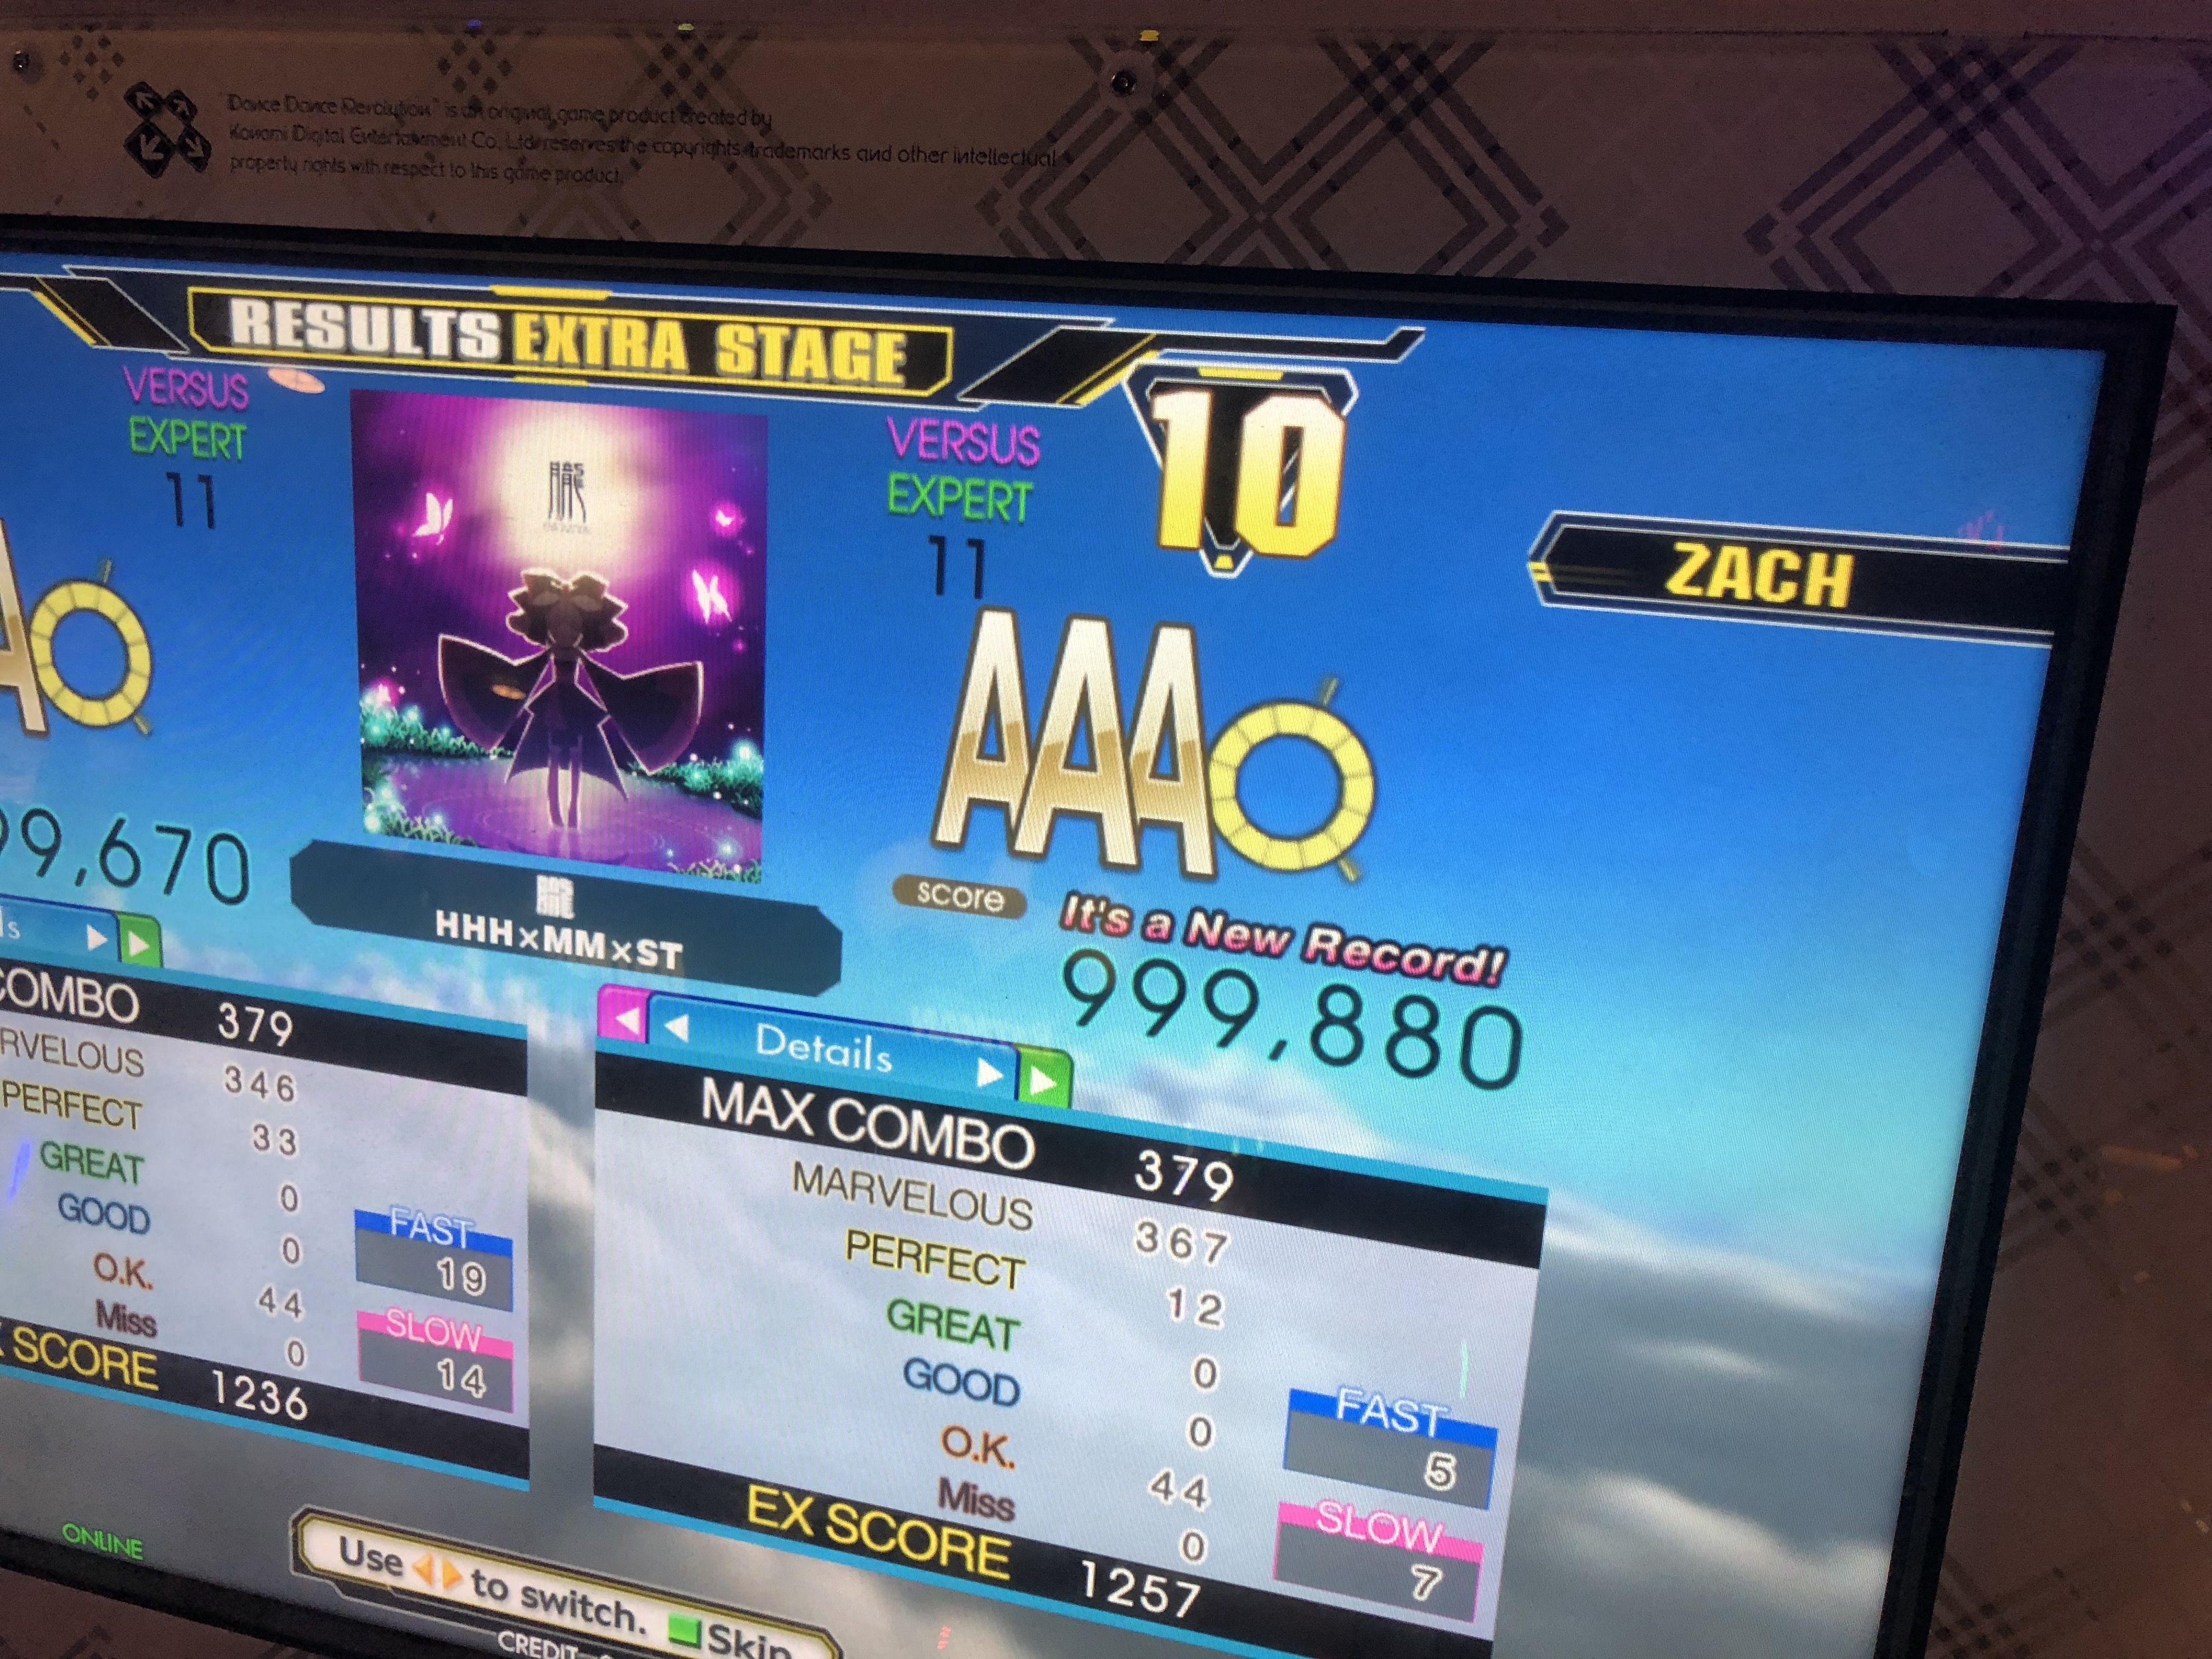 "Dance Dance Revolution" is an original game product created by
Konami Digital Entertainment Co., Ltd. reserves the copyrights, trademarks and other intellectual
property rights with respect to this game product.
RESULTS EXTRA STAGE
10
VERSUS
EXPERT
11
朧
VERSUS
EXPERT
11
ZACH
A
AAA
99,670
朧
HHH×MM×ST
score
It's a New Record!
999,880
ls
COMBO 379
RVELOUS 346
PERFECT 33
GREAT 0
GOOD 0
O.K. 44
Miss 0
FAST
19
SLOW
14
X SCORE 1236
Details
MAX COMBO 379
MARVELOUS 367
PERFECT 12
GREAT 0
GOOD 0
O.K. 44
Miss 0
FAST
5
SLOW
7
EX SCORE 1257
ONLINE
Use to switch. Skip
CREDIT